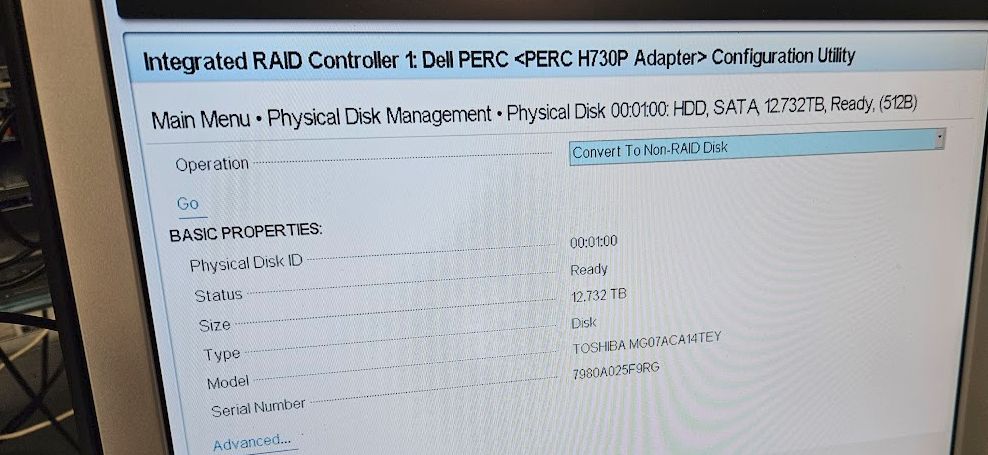 Integrated RAID Controller 1: Dell PERC <PERC H730P Adapter> Configuration Utility
Main Menu • Physical Disk Management • Physical Disk 00:01:00: HDD, SATA, 12.732TB, Ready, (512B)
Operation Convert To Non-RAID Disk
Go
BASIC PROPERTIES:
Physical Disk ID 00:01:00
Status Ready
Size 12.732 TB
Type Disk
Model TOSHIBA MG07ACA14TEY
Serial Number 7980A025F9RG
Advanced...